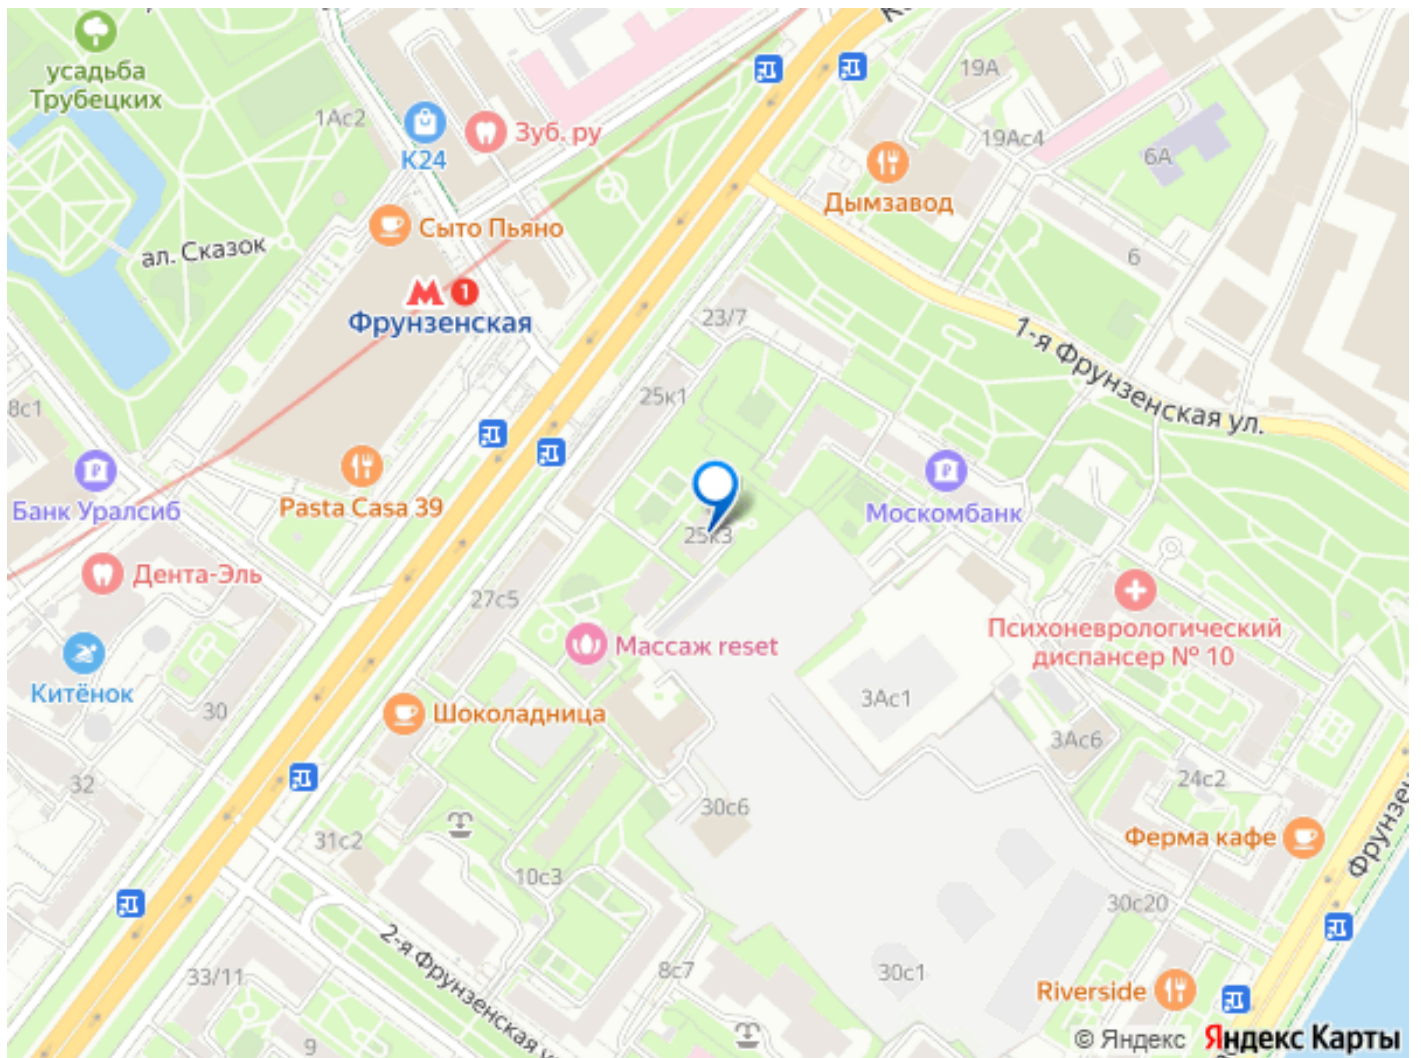 усадьба
Трубецких
1Ас2
К24
Зуб. ру
19А
19Ас4
6А
Дымзавод
Сыто Пьяно
ал. Сказок
6
М 1
Фрунзенская
23/7
1-я Фрунзенская ул.
25к1
8с1
Pasta Casa 39
Банк Уралсиб
Москомбанк
25к3
Дента-Эль
27с5
Массаж reset
Психоневрологический
диспансер № 10
Китёнок
30
Шоколадница
3Ас1
3Ас6
32
24с2
30с6
31с2
Ферма кафе
10с3
30с20
2-я Фрунзенская
33/11
8с7
30с1
Riverside
9
© Яндекс Яндекс Карты